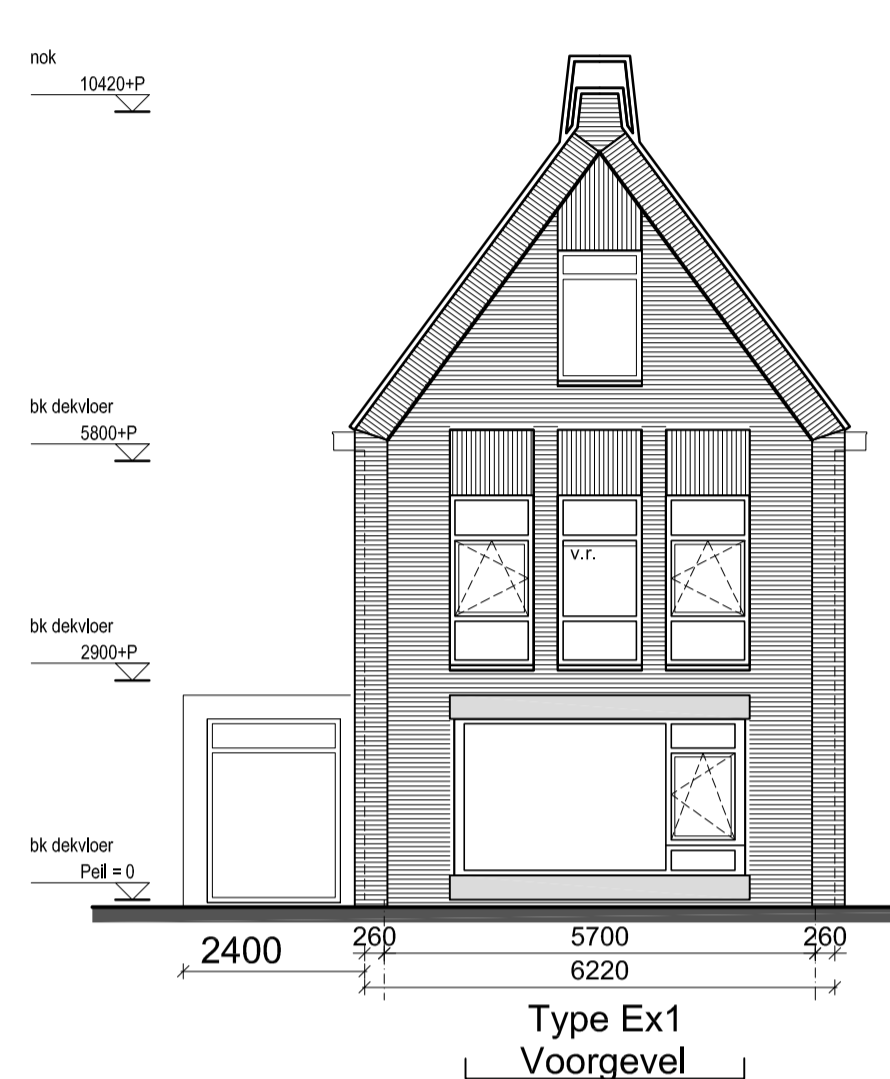 nok
10420+P
bk dekvloer
5800+P
v.r.
bk dekvloer
2900+P
bk dekvloer
Peil = 0
2400
260
5700
260
6220
Type Ex1
Voorgevel